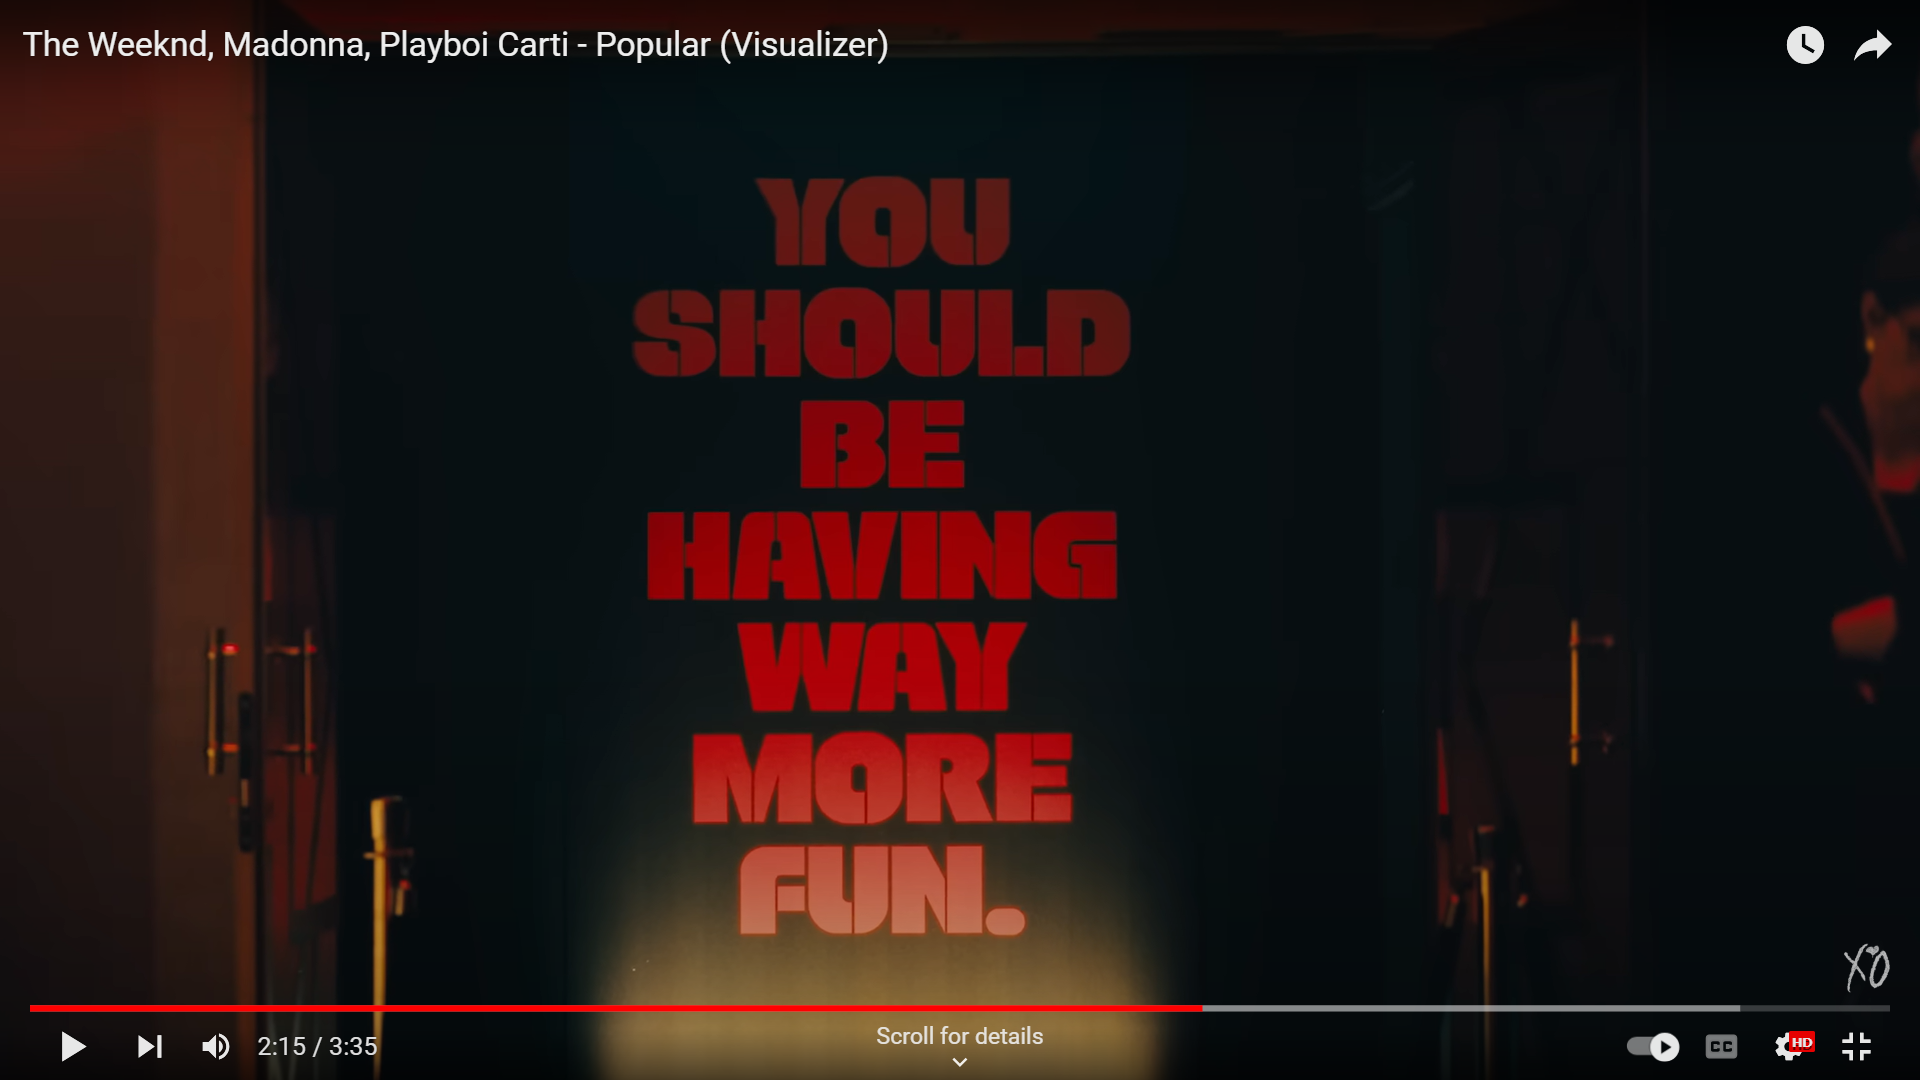 The Weeknd, Madonna, Playboi Carti - Popular (Visualizer)
YOU
SHOULD
BE
HAVING
WAY
MORE
FUN.
XO
2:15 / 3:35
Scroll for details
CC
HD